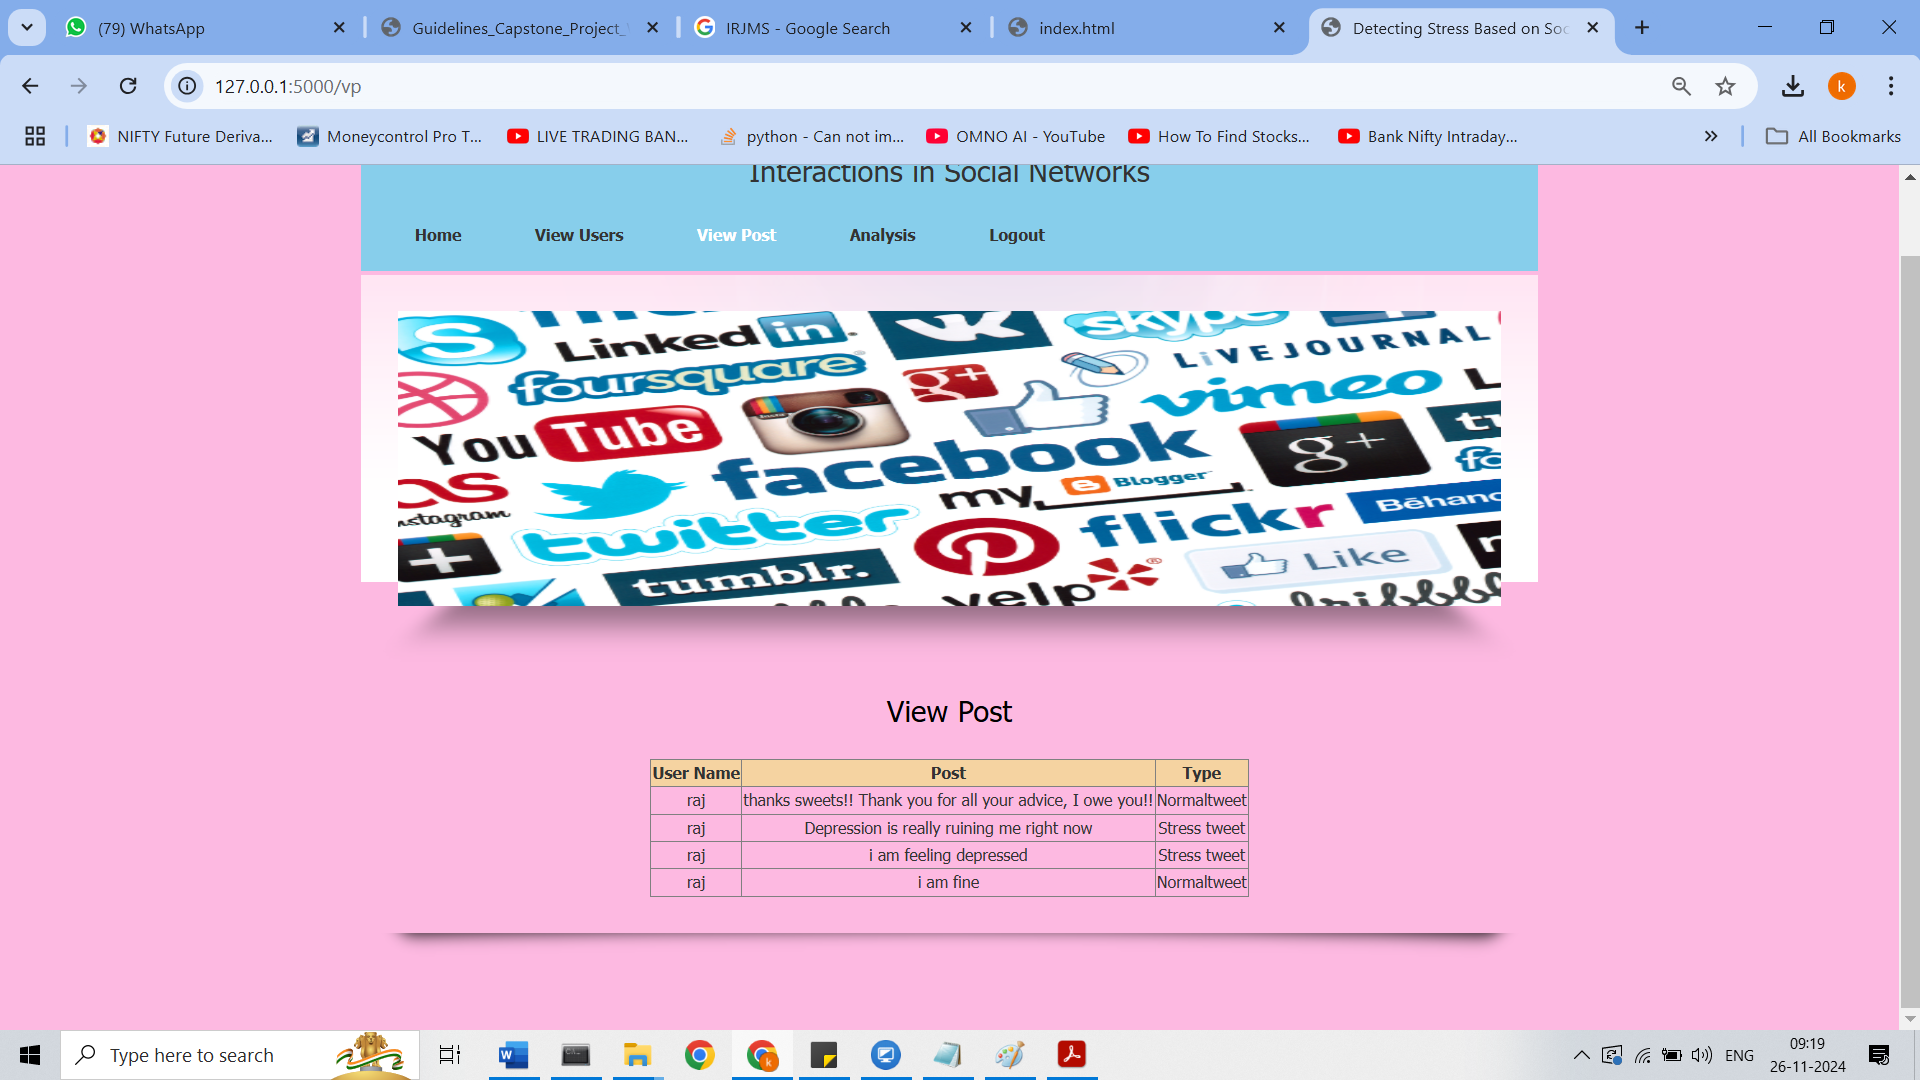 (79) WhatsApp
Guidelines_Capstone_Project_
IRJMS - Google Search
index.html
Detecting Stress Based on Soc
127.0.0.1:5000/vp
k
NIFTY Future Deriva...
Moneycontrol Pro T...
LIVE TRADING BAN...
python - Can not im...
OMNO AI - YouTube
How To Find Stocks...
Bank Nifty Intraday...
All Bookmarks
Interactions in Social Networks
Home View Users View Post Analysis Logout
Linked in
skype
LiVEJOURNAL
foursquare
g+
vimeo
You Tube
facebook
g+
Blogger
my
Instagram
twitter
flickr
Behanc
tumblr.
yelp
Like
View Post
User Name Post Type
raj thanks sweets!! Thank you for all your advice, I owe you!! Normaltweet
raj Depression is really ruining me right now Stress tweet
raj i am feeling depressed Stress tweet
raj i am fine Normaltweet
Type here to search
ENG
09:19
26-11-2024